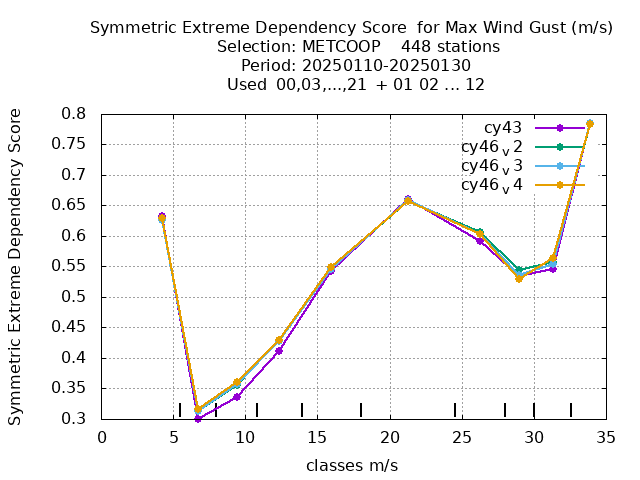 Symmetric Extreme Dependency Score  for Max Wind Gust (m/s)
Selection: METCOOP    448 stations
Period: 20250110-20250130
Used  00,03,...,21  + 01 02 ... 12
Symmetric Extreme Dependency Score
0.8
0.75
0.7
0.65
0.6
0.55
0.5
0.45
0.4
0.35
0.3
cy43
cy46v2
cy46v3
cy46v4
0 5 10 15 20 25 30 35
classes m/s